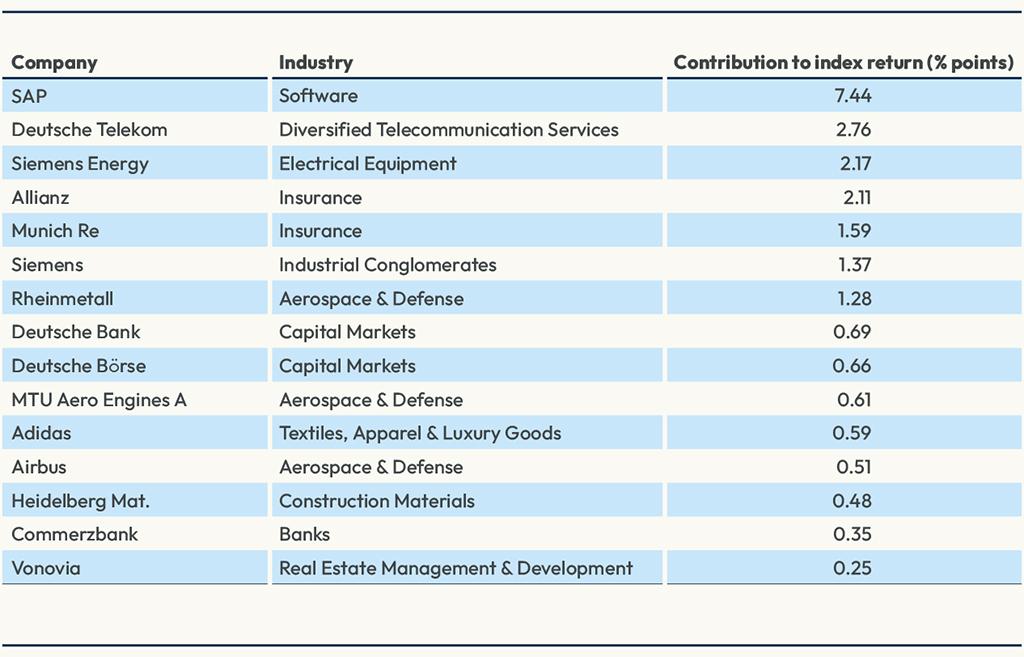 Company Industry Contribution to index return (% points)
SAP Software 7.44
Deutsche Telekom Diversified Telecommunication Services 2.76
Siemens Energy Electrical Equipment 2.17
Allianz Insurance 2.11
Munich Re Insurance 1.59
Siemens Industrial Conglomerates 1.37
Rheinmetall Aerospace & Defense 1.28
Deutsche Bank Capital Markets 0.69
Deutsche Börse Capital Markets 0.66
MTU Aero Engines A Aerospace & Defense 0.61
Adidas Textiles, Apparel & Luxury Goods 0.59
Airbus Aerospace & Defense 0.51
Heidelberg Mat. Construction Materials 0.48
Commerzbank Banks 0.35
Vonovia Real Estate Management & Development 0.25